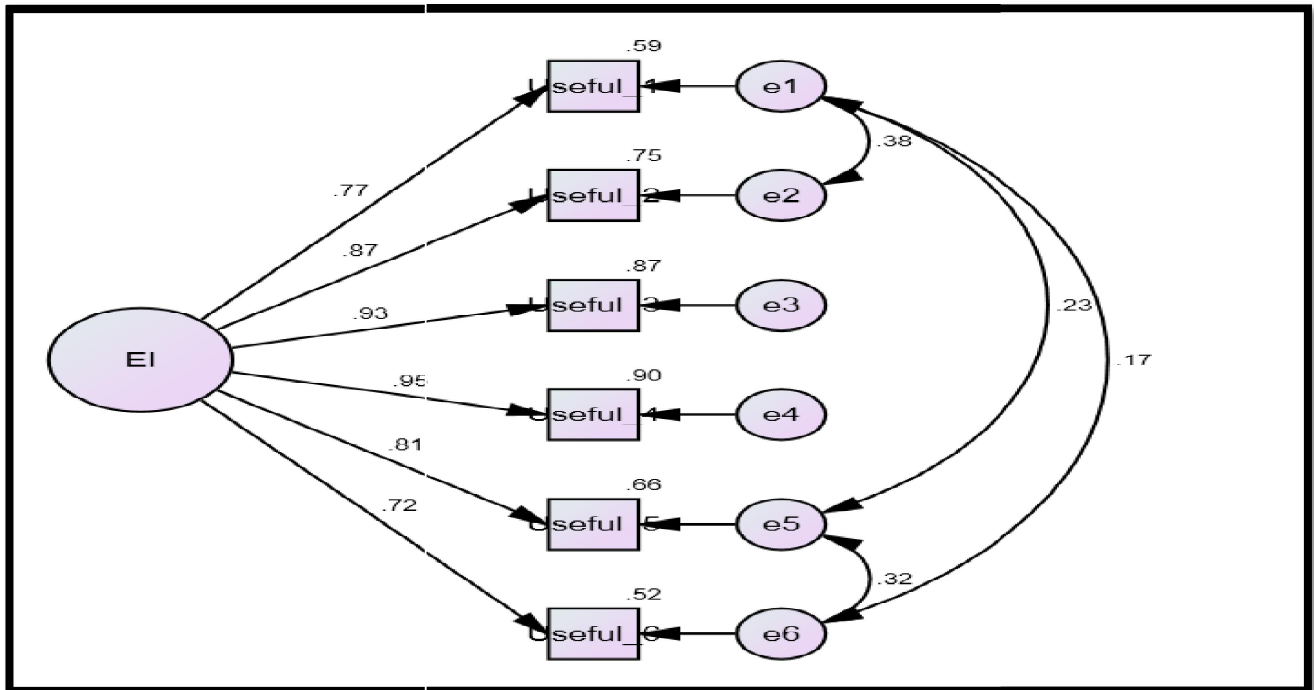 .59
Useful_1
e1
.38
.77
.75
Useful_2
e2
.87
.87
Useful_3
e3
.93
.23
EI
.17
.95
.90
Useful_4
e4
.81
.66
Useful_5
e5
.72
.32
.52
Useful_6
e6